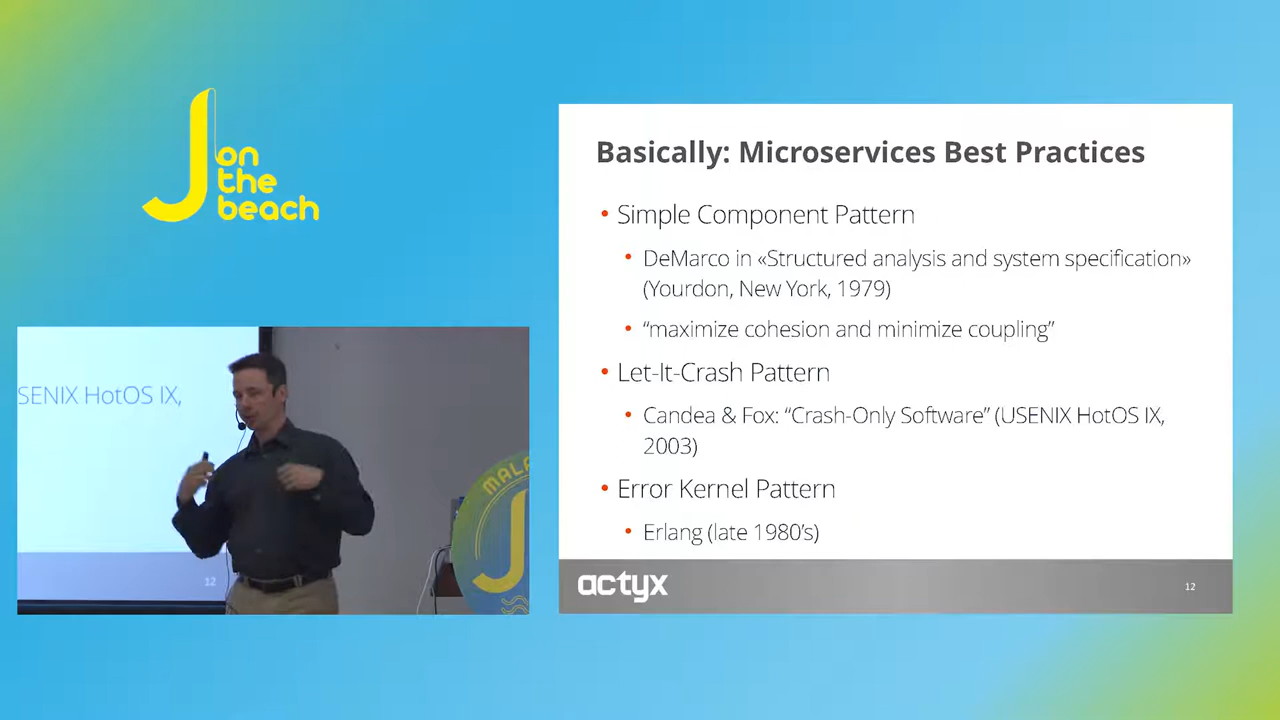 on
the
beach
Basically: Microservices Best Practices
• Simple Component Pattern
• DeMarco in «Structured analysis and system specification»
(Yourdon, New York, 1979)
• “maximize cohesion and minimize coupling”
• Let-It-Crash Pattern
• Candea & Fox: “Crash-Only Software” (USENIX HotOS IX,
2003)
• Error Kernel Pattern
• Erlang (late 1980’s)
actyx
12
SENIX HotOS IX,
12
MALA
J